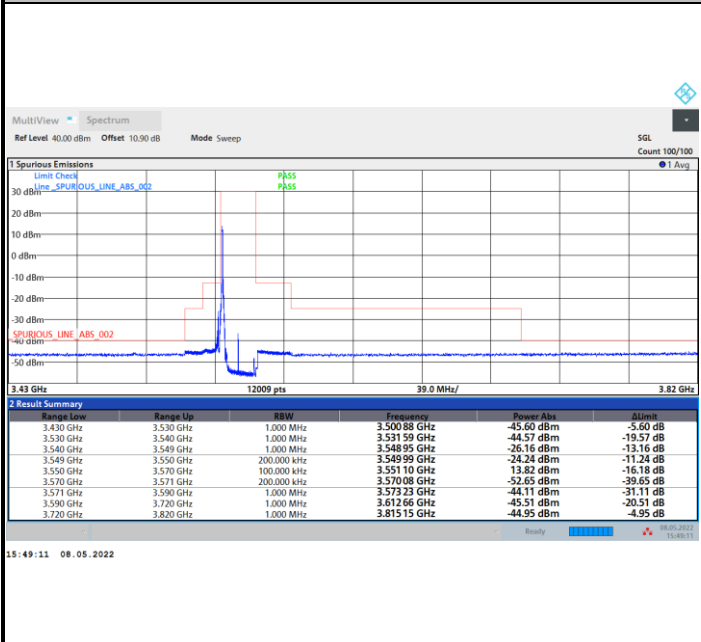 MultiView Spectrum
Ref Level 40.00 dBm Offset 10.90 dB Mode Sweep SGL
Count 100/100
1 Spurious Emissions 1 Avg
Limit Check PASS
Line _SPURIOUS_LINE_ABS_002 PASS
30 dBm
20 dBm
10 dBm
0 dBm
-10 dBm
-20 dBm
-30 dBm
SPURIOUS_LINE_ABS_002
-40 dBm
-50 dBm
3.43 GHz 12009 pts 39.0 MHz/ 3.82 GHz
2 Result Summary
Range Low Range Up RBW Frequency Power Abs ΔLimit
3.430 GHz 3.530 GHz 1.000 MHz 3.500 88 GHz -45.60 dBm -5.60 dB
3.530 GHz 3.540 GHz 1.000 MHz 3.531 59 GHz -44.57 dBm -19.57 dB
3.540 GHz 3.549 GHz 1.000 MHz 3.548 95 GHz -26.16 dBm -13.16 dB
3.549 GHz 3.550 GHz 200.000 kHz 3.549 99 GHz -24.24 dBm -11.24 dB
3.550 GHz 3.570 GHz 100.000 kHz 3.551 10 GHz 13.82 dBm -16.18 dB
3.570 GHz 3.571 GHz 200.000 kHz 3.570 08 GHz -52.65 dBm -39.65 dB
3.571 GHz 3.590 GHz 1.000 MHz 3.573 23 GHz -44.11 dBm -31.11 dB
3.590 GHz 3.720 GHz 1.000 MHz 3.612 66 GHz -45.51 dBm -20.51 dB
3.720 GHz 3.820 GHz 1.000 MHz 3.815 15 GHz -44.95 dBm -4.95 dB
Ready 08.05.2022
15:49:11
15:49:11 08.05.2022